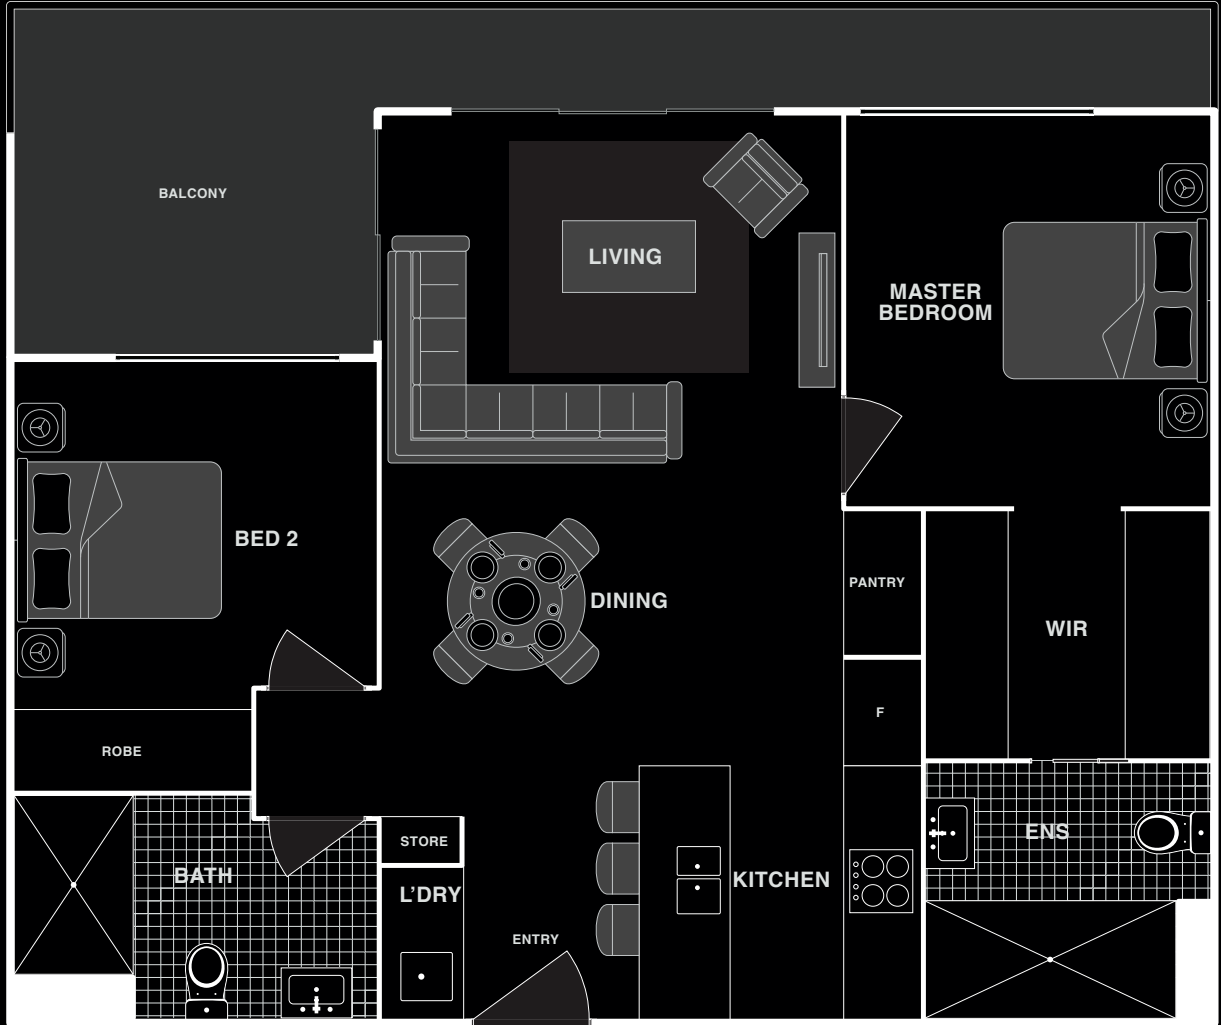 BALCONY
LIVING
MASTER
BEDROOM
BED 2
DINING
PANTRY
WIR
F
ROBE
STORE
ENS
BATH
KITCHEN
L'DRY
ENTRY